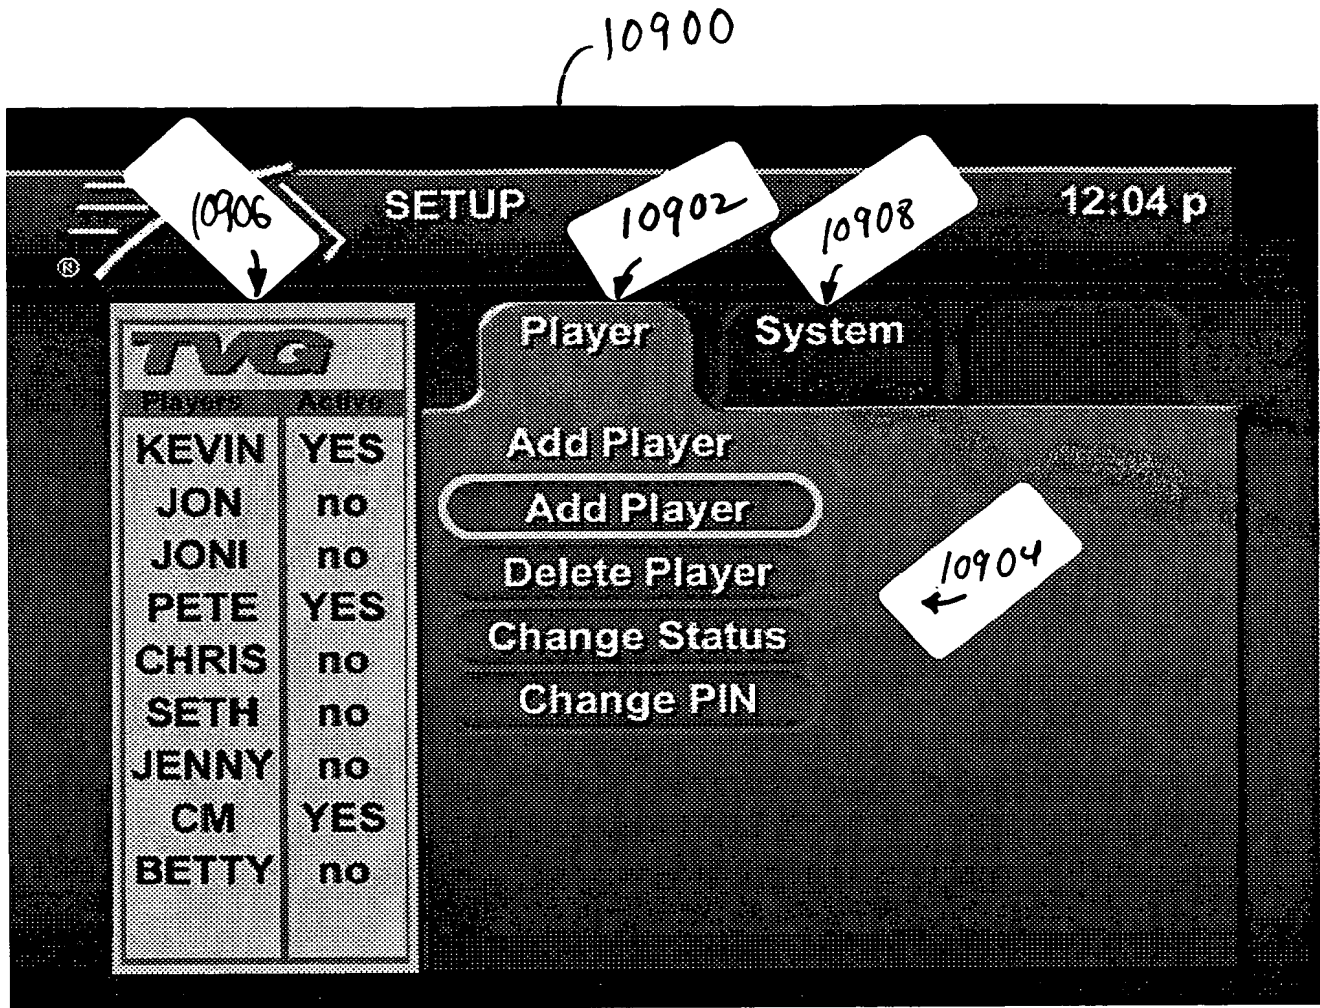 10900
10906
SETUP
10902
10908
12:04 p
®
TVG
Player
System
Players Active
KEVIN YES
Add Player
JON no
Add Player
JONI no
Delete Player
10904
PETE YES
Change Status
CHRIS no
SETH no
Change PIN
JENNY no
CM YES
BETTY no